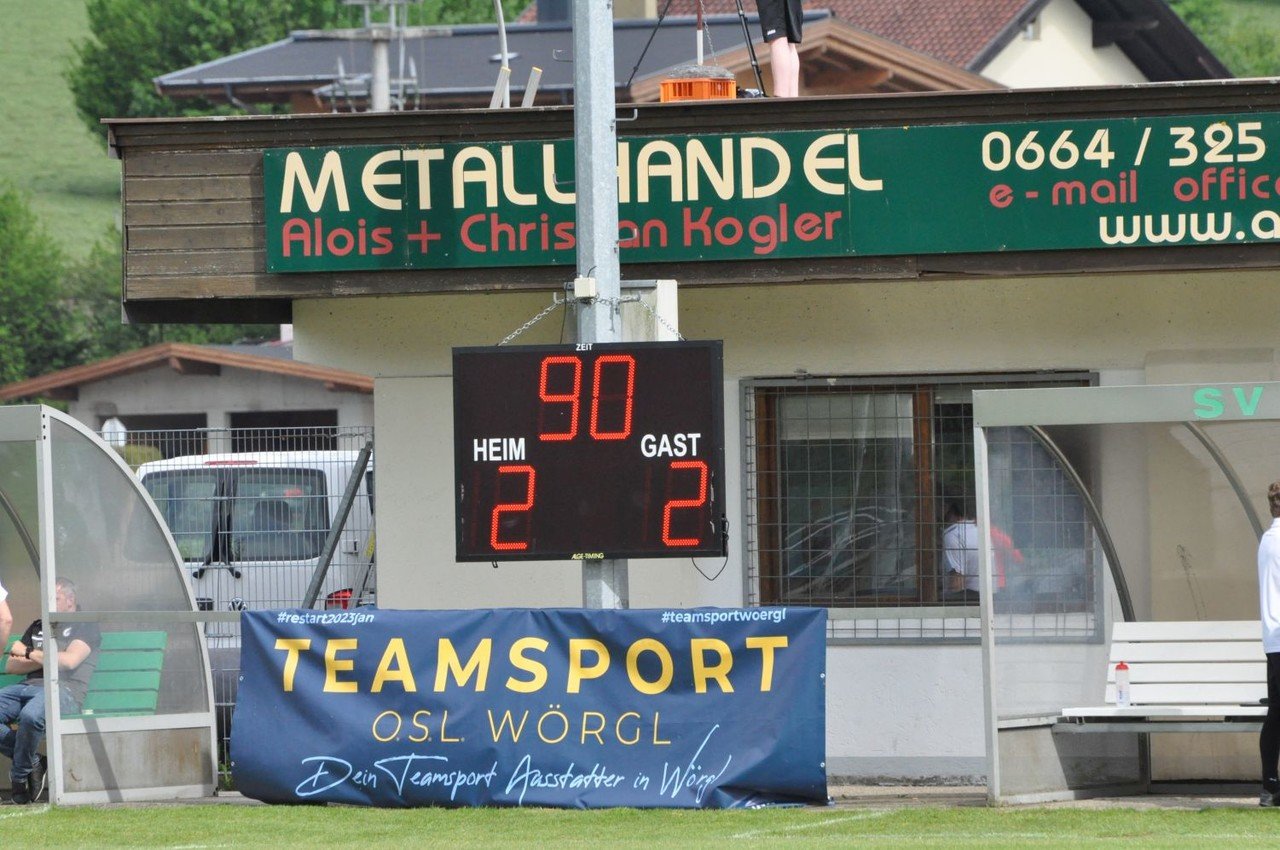 METALLHANDEL
Alois + Christian Kogler
0664 / 325
e - mail office
www.a
ZEIT
90
HEIM GAST
2 2
ALGE-TIMING
SV
#restart2023jan #teamsportwoergl
TEAMSPORT
O.S.L. WÖRGL
Dein Teamsport Ausstatter in Wörgl